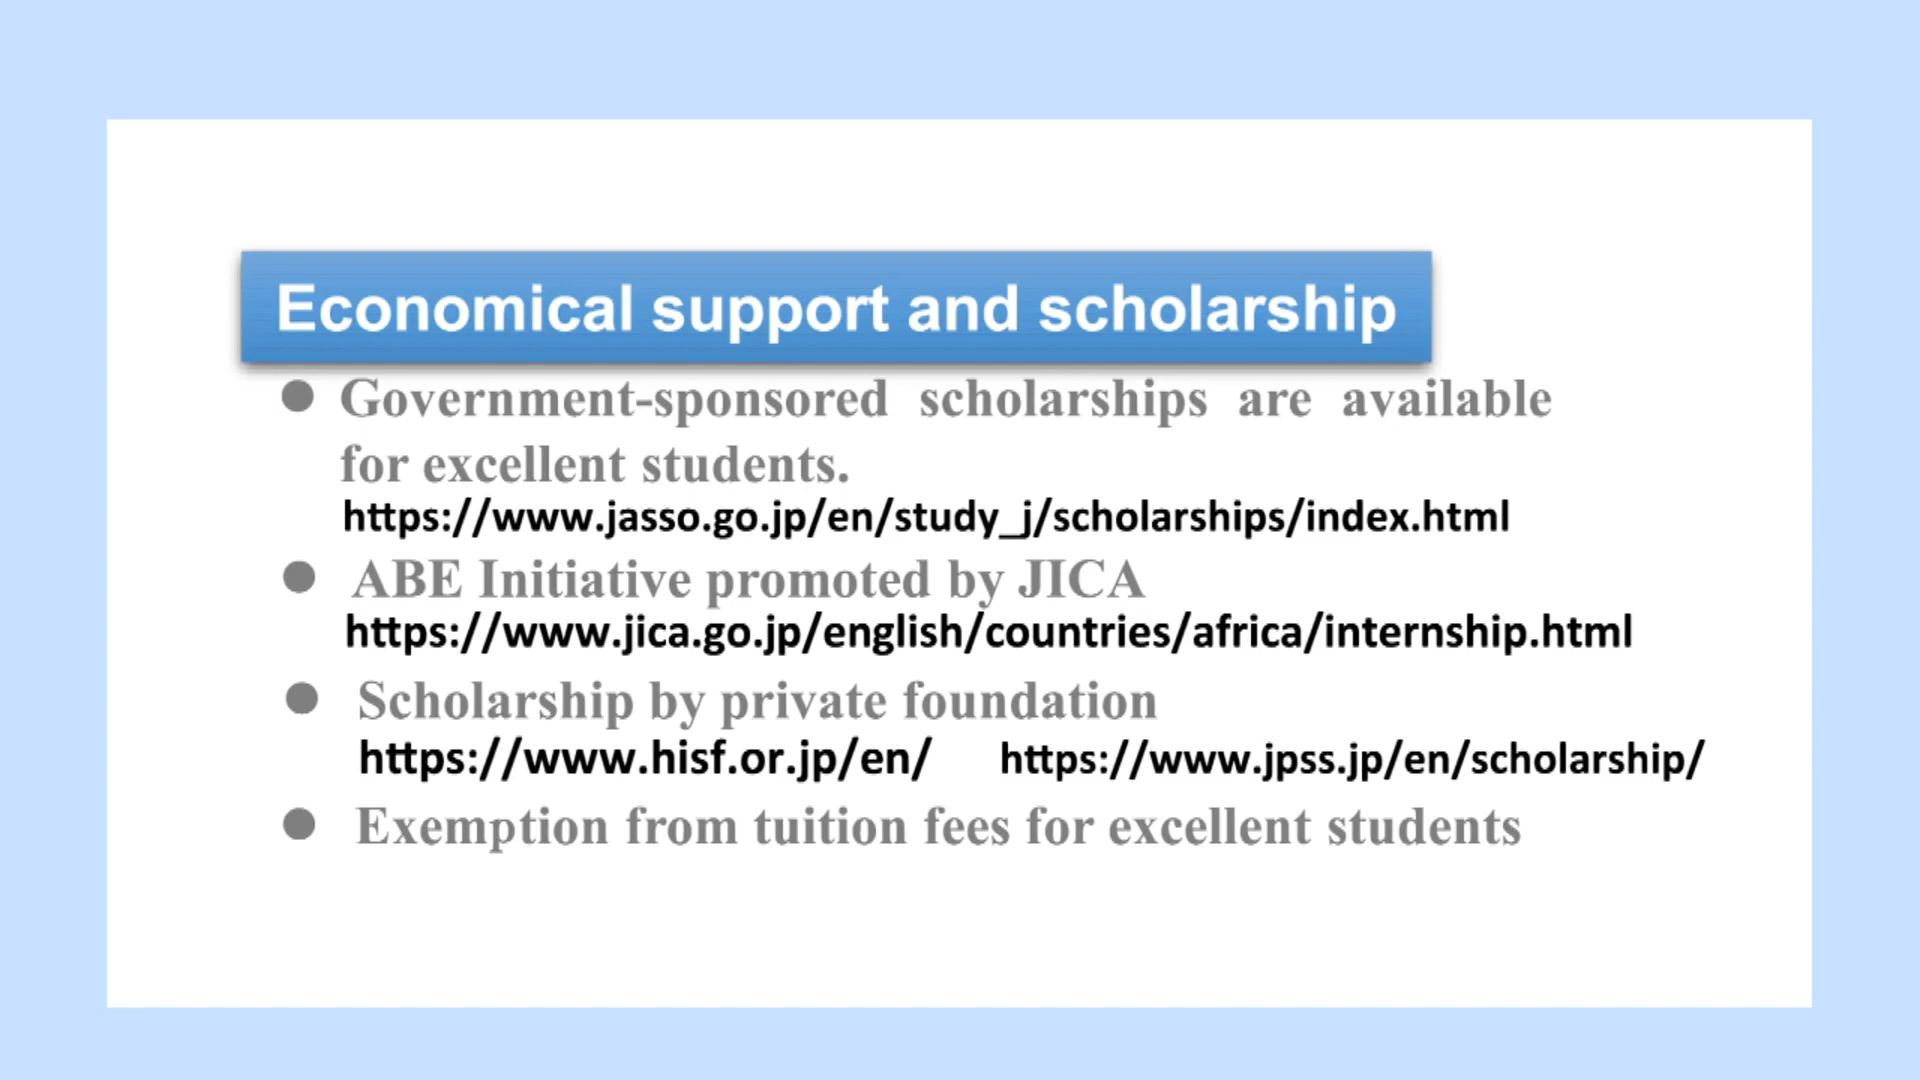 Economical support and scholarship
● Government-sponsored scholarships are available
for excellent students.
https://www.jasso.go.jp/en/study_j/scholarships/index.html
● ABE Initiative promoted by JICA
https://www.jica.go.jp/english/countries/africa/internship.html
● Scholarship by private foundation
https://www.hisf.or.jp/en/ https://www.jpss.jp/en/scholarship/
● Exemption from tuition fees for excellent students